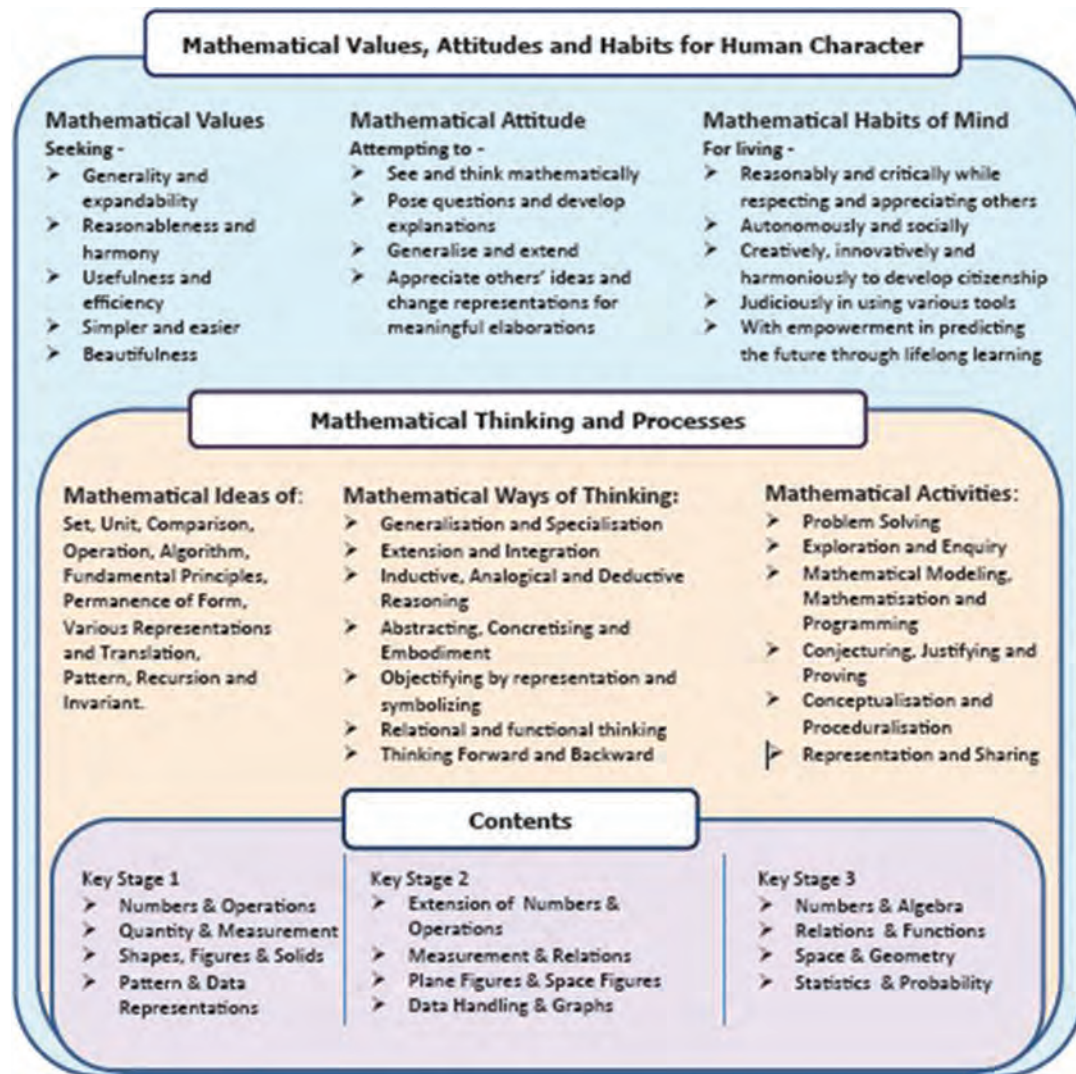 Mathematical Values, Attitudes and Habits for Human Character
Mathematical Values
Seeking -
➤ Generality and
expandability
➤ Reasonableness and
harmony
➤ Usefulness and
efficiency
➤ Simpler and easier
➤ Beautifulness
Mathematical Attitude
Attempting to -
➤ See and think mathematically
➤ Pose questions and develop
explanations
➤ Generalise and extend
➤ Appreciate others' ideas and
change representations for
meaningful elaborations
Mathematical Habits of Mind
For living -
➤ Reasonably and critically while
respecting and appreciating others
➤ Autonomously and socially
➤ Creatively, innovatively and
harmoniously to develop citizenship
➤ Judiciously in using various tools
➤ With empowerment in predicting
the future through lifelong learning
Mathematical Thinking and Processes
Mathematical Ideas of:
Set, Unit, Comparison,
Operation, Algorithm,
Fundamental Principles,
Permanence of Form,
Various Representations
and Translation,
Pattern, Recursion and
Invariant.
Mathematical Ways of Thinking:
➤ Generalisation and Specialisation
➤ Extension and Integration
➤ Inductive, Analogical and Deductive
Reasoning
➤ Abstracting, Concretising and
Embodiment
➤ Objectifying by representation and
symbolizing
➤ Relational and functional thinking
➤ Thinking Forward and Backward
Mathematical Activities:
➤ Problem Solving
➤ Exploration and Enquiry
➤ Mathematical Modeling,
Mathematisation and
Programming
➤ Conjecturing, Justifying and
Proving
➤ Conceptualisation and
Proceduralisation
➤ Representation and Sharing
Contents
Key Stage 1
➤ Numbers & Operations
➤ Quantity & Measurement
➤ Shapes, Figures & Solids
➤ Pattern & Data
Representations
Key Stage 2
➤ Extension of Numbers &
Operations
➤ Measurement & Relations
➤ Plane Figures & Space Figures
➤ Data Handling & Graphs
Key Stage 3
➤ Numbers & Algebra
➤ Relations & Functions
➤ Space & Geometry
➤ Statistics & Probability